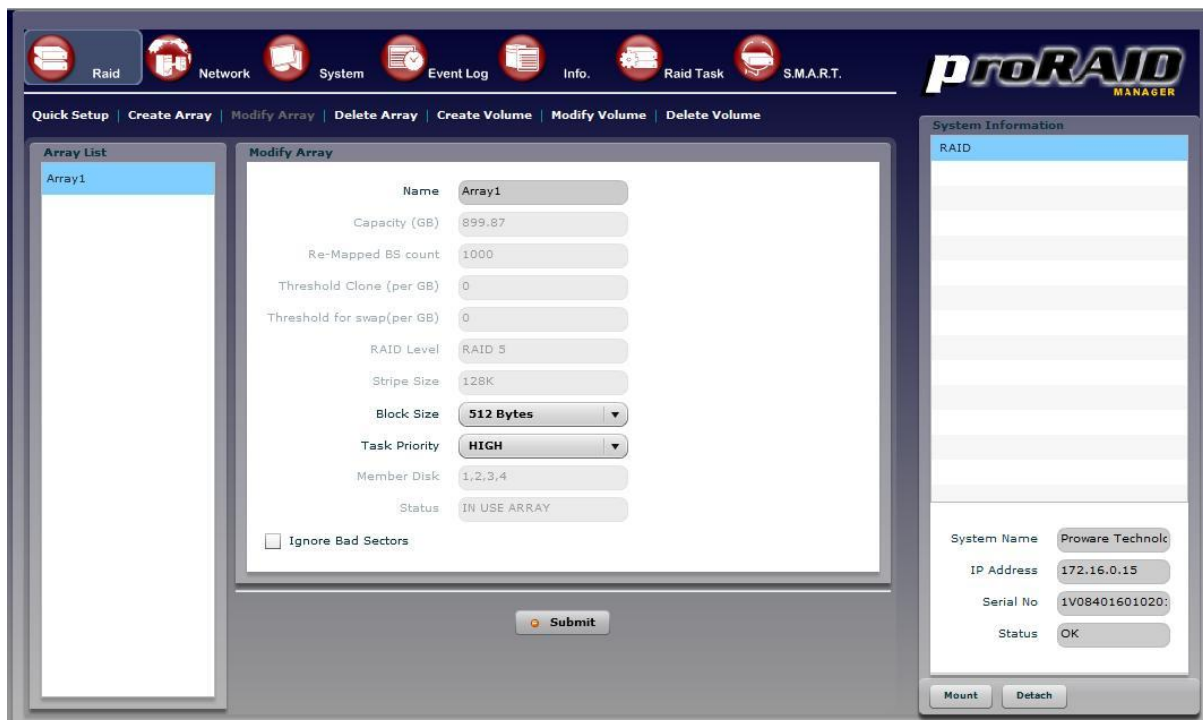 Raid Network System Event Log Info. Raid Task S.M.A.R.T.
proRAID
MANAGER
Quick Setup | Create Array | Modify Array | Delete Array | Create Volume | Modify Volume | Delete Volume
Array List
Array1
Modify Array
Name Array1
Capacity (GB) 899.87
Re-Mapped BS count 1000
Threshold Clone (per GB) 0
Threshold for swap(per GB) 0
RAID Level RAID 5
Stripe Size 128K
Block Size 512 Bytes
Task Priority HIGH
Member Disk 1,2,3,4
Status IN USE ARRAY
Ignore Bad Sectors
Submit
System Information
RAID
System Name Proware Technolo
IP Address 172.16.0.15
Serial No 1V08401601020
Status OK
Mount Detach